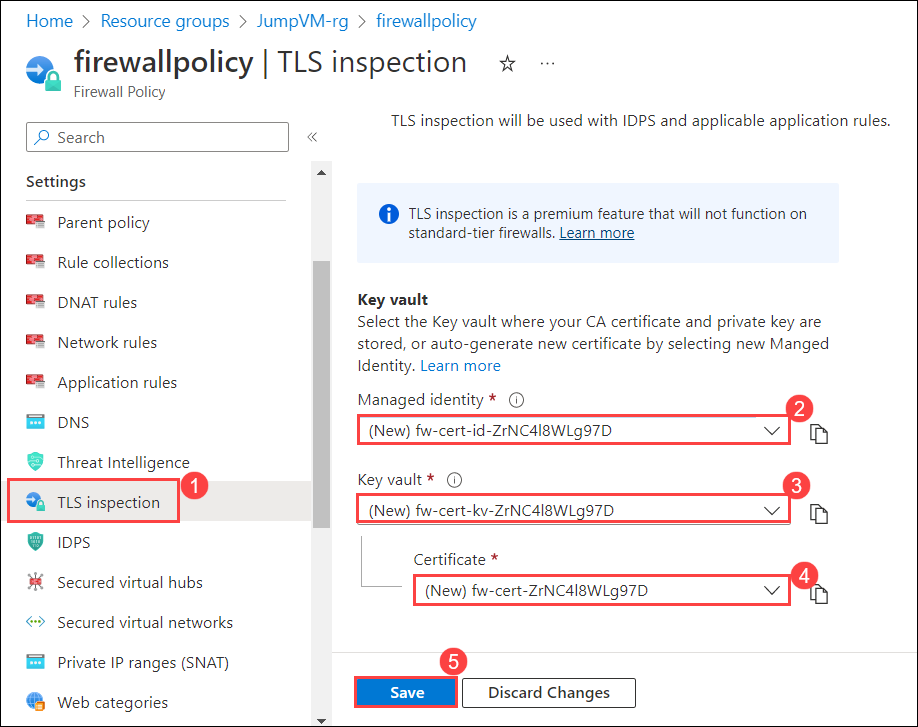 Home > Resource groups > JumpVM-rg > firewallpolicy
firewallpolicy | TLS inspection
Firewall Policy
Search
Settings
Parent policy
Rule collections
DNAT rules
Network rules
Application rules
DNS
Threat Intelligence
TLS inspection
1
IDPS
Secured virtual hubs
Secured virtual networks
Private IP ranges (SNAT)
Web categories
TLS inspection will be used with IDPS and applicable application rules.
TLS inspection is a premium feature that will not function on
standard-tier firewalls. Learn more
Key vault
Select the Key vault where your CA certificate and private key are
stored, or auto-generate new certificate by selecting new Manged
Identity. Learn more
Managed identity *
2
(New) fw-cert-id-ZrNC4l8WLg97D
Key vault *
3
(New) fw-cert-kv-ZrNC4l8WLg97D
Certificate *
4
(New) fw-cert-ZrNC4l8WLg97D
5
Save Discard Changes